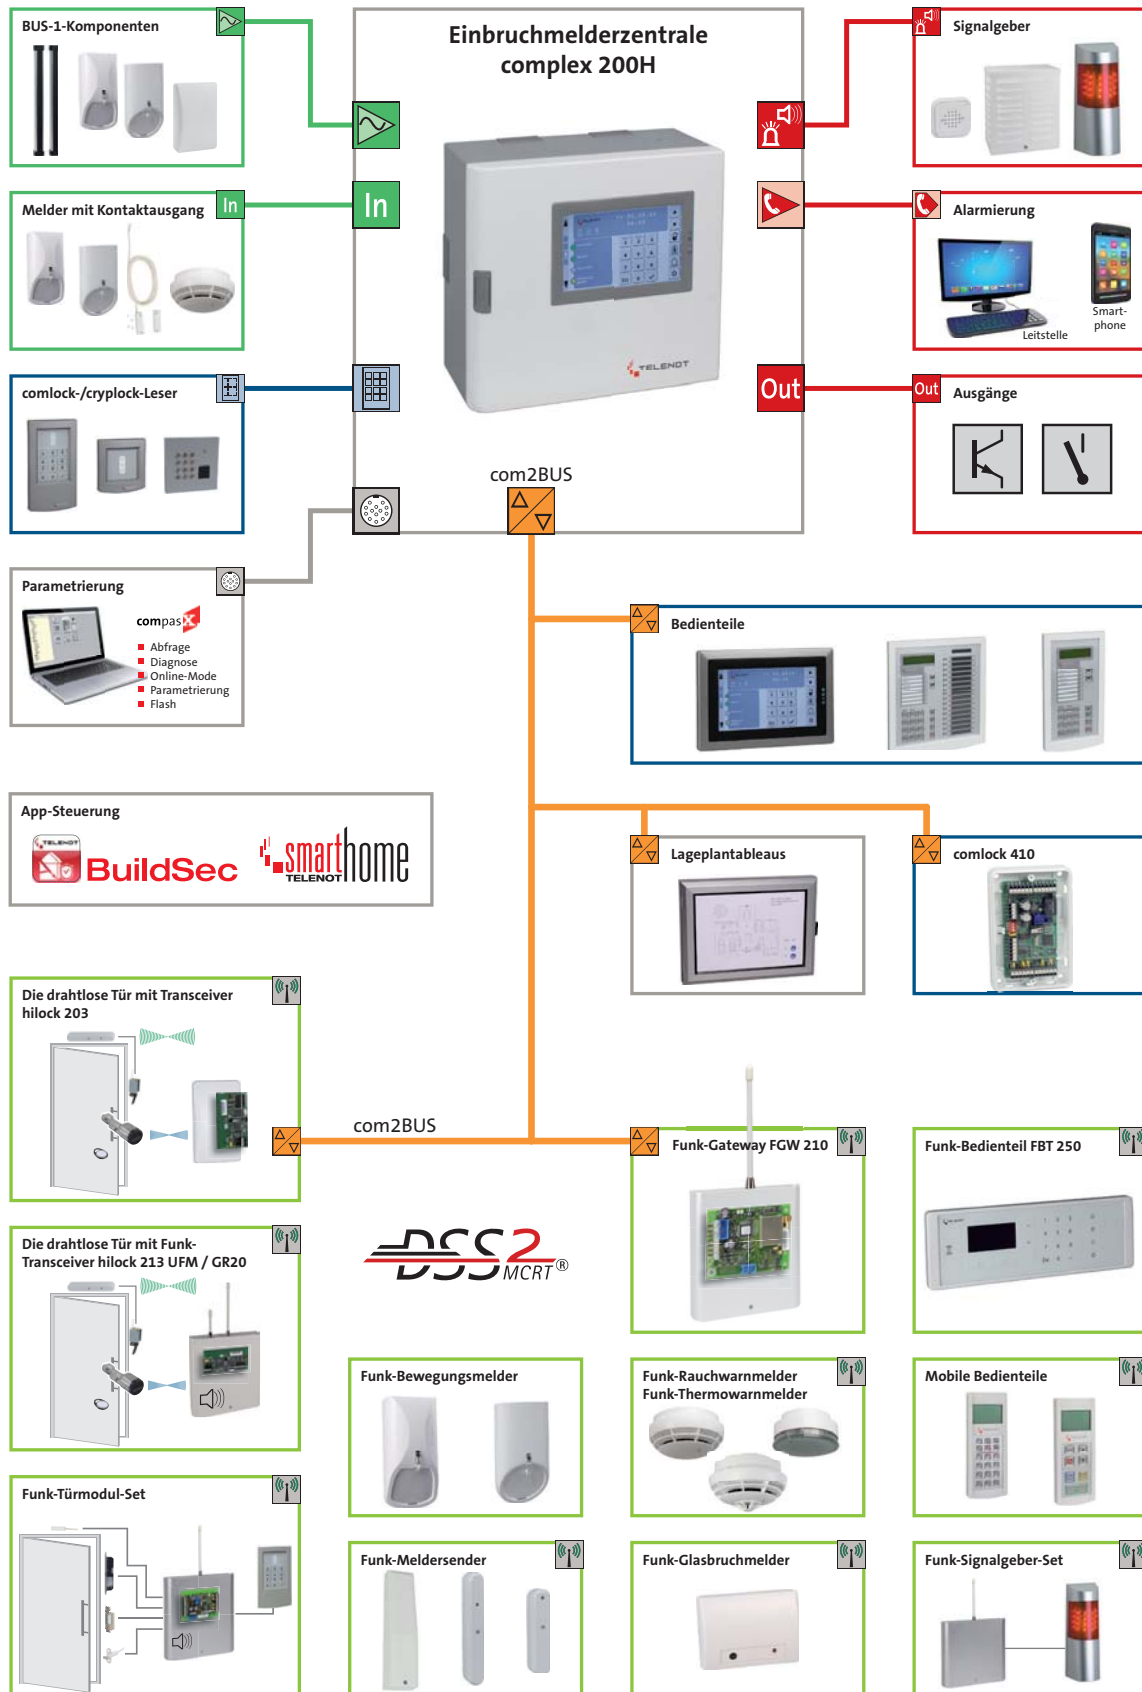 BUS-1-Komponenten
Einbruchmelderzentrale
complex 200H
Signalgeber
Melder mit Kontaktausgang
In
In
Alarmierung
Leitstelle
Smart-
phone
TELENOT
comlock-/cryplock-Leser
Out
Out
Ausgänge
com2BUS
Parametrierung
compasX
Abfrage
Diagnose
Online-Mode
Parametrierung
Flash
Bedienteile
App-Steuerung
TELENOT
BuildSec
smarthome
TELENOT
Lageplantableaus
comlock 410
Die drahtlose Tür mit Transceiver
hilock 203
com2BUS
Funk-Gateway FGW 210
Funk-Bedienteil FBT 250
Die drahtlose Tür mit Funk-
Transceiver hilock 213 UFM / GR20
DSS2
MCRT®
Funk-Bewegungsmelder
Funk-Rauchwarnmelder
Funk-Thermowarnmelder
Mobile Bedienteile
Funk-Türmodul-Set
Funk-Meldersender
Funk-Glasbruchmelder
Funk-Signalgeber-Set